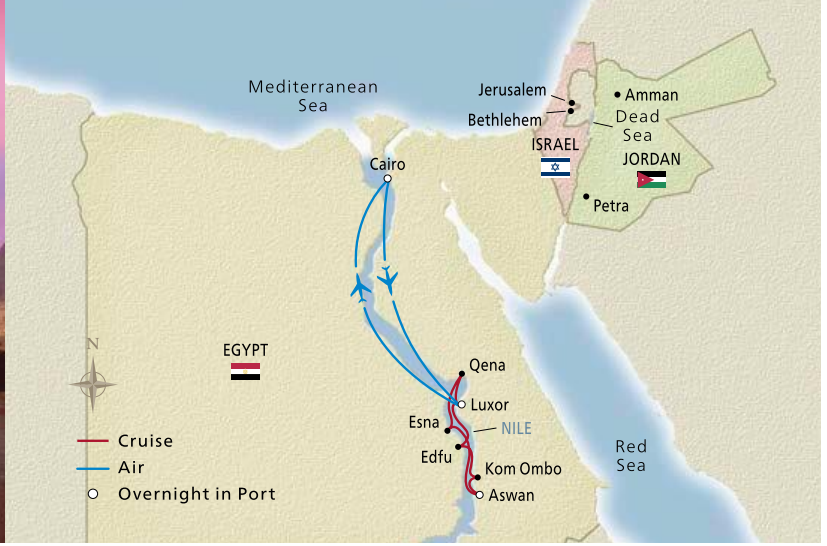 Mediterranean
Sea
Jerusalem
Amman
Bethlehem
Dead
Sea
ISRAEL
JORDAN
Cairo
Petra
N
EGYPT
Qena
Luxor
Esna
NILE
Edfu
Kom Ombo
Aswan
Red
Sea
Cruise
Air
Overnight in Port